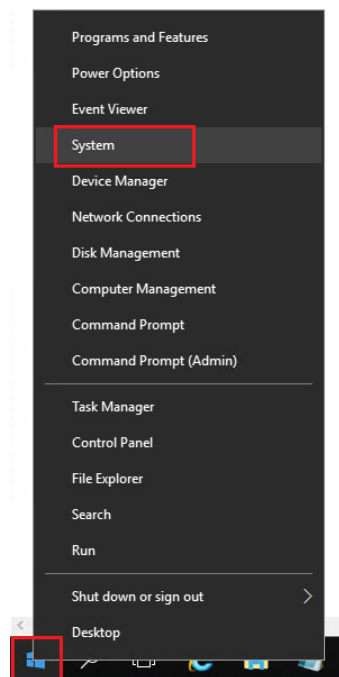 Programs and Features
Power Options
Event Viewer
System
Device Manager
Network Connections
Disk Management
Computer Management
Command Prompt
Command Prompt (Admin)
Task Manager
Control Panel
File Explorer
Search
Run
Shut down or sign out
Desktop